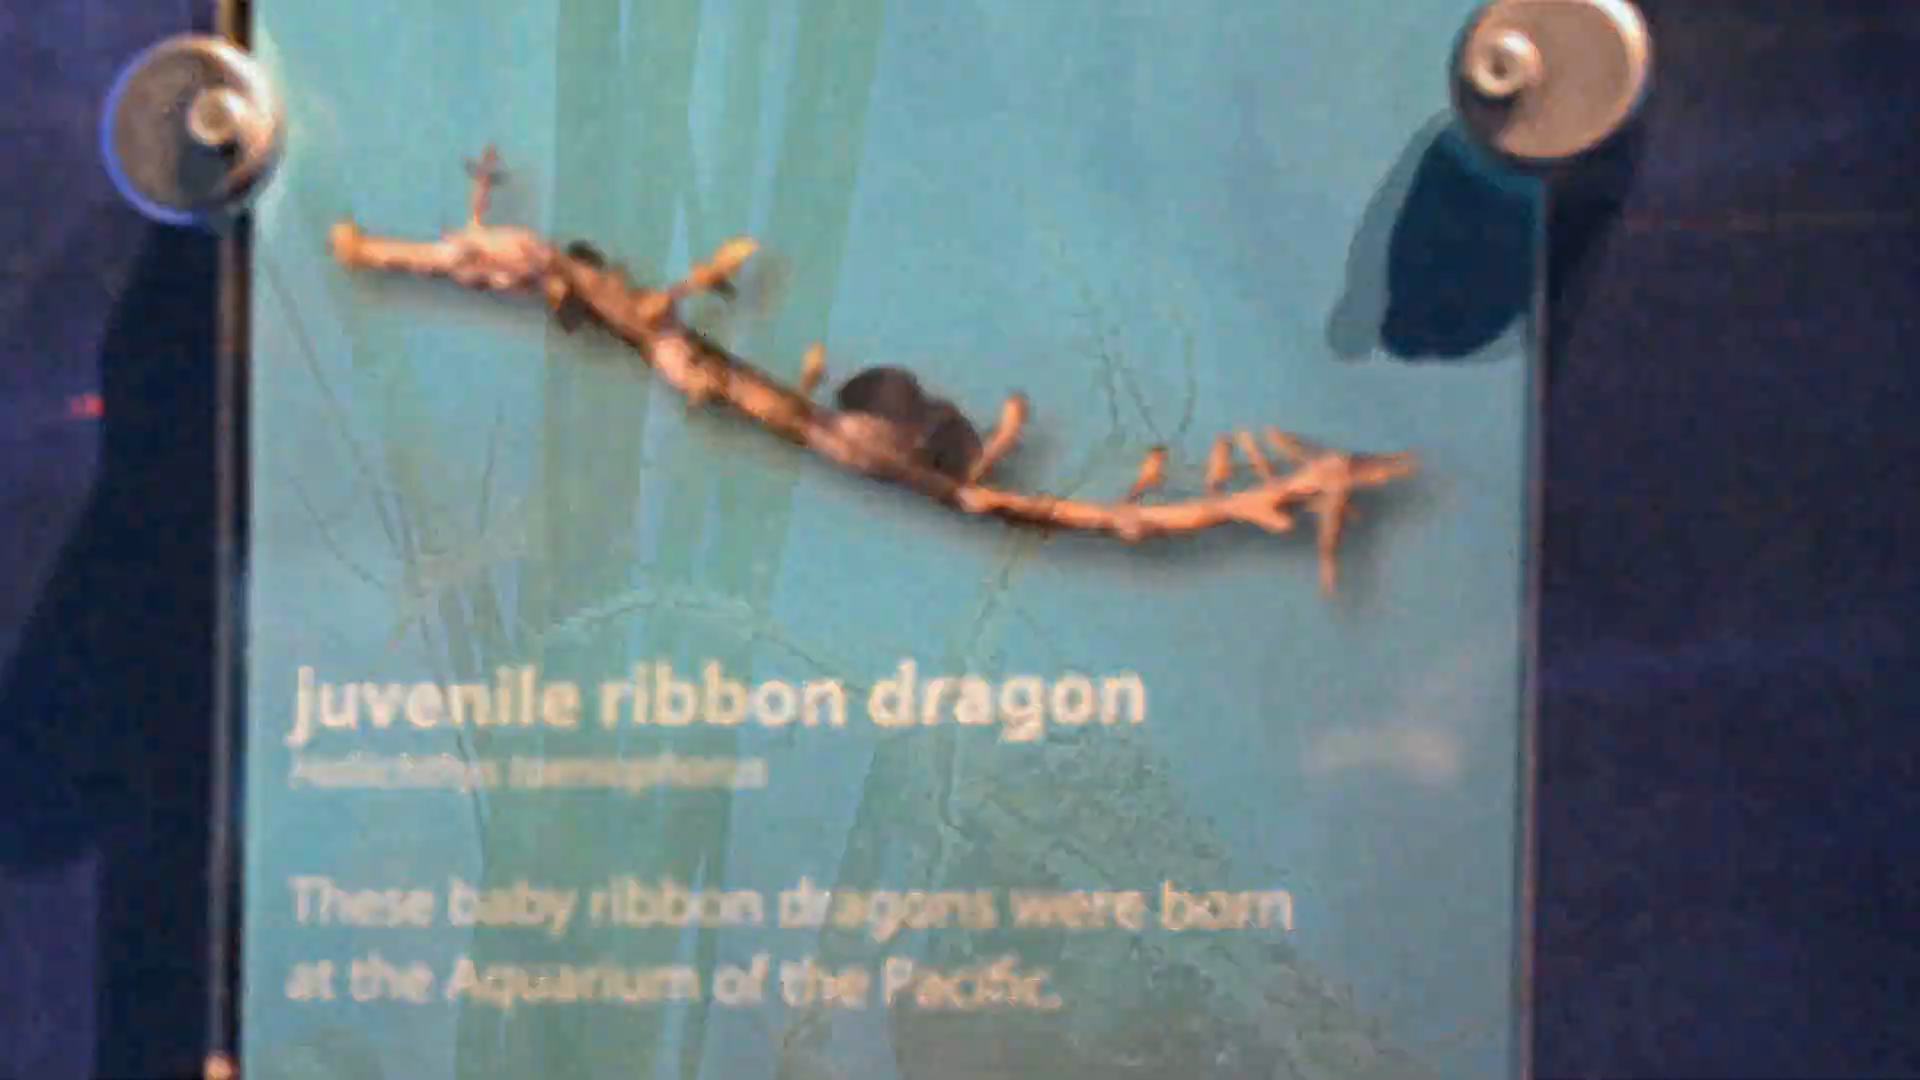 juvenile ribbon dragon
These baby ribbon dragons were born
at the Aquarium of the Pacific.